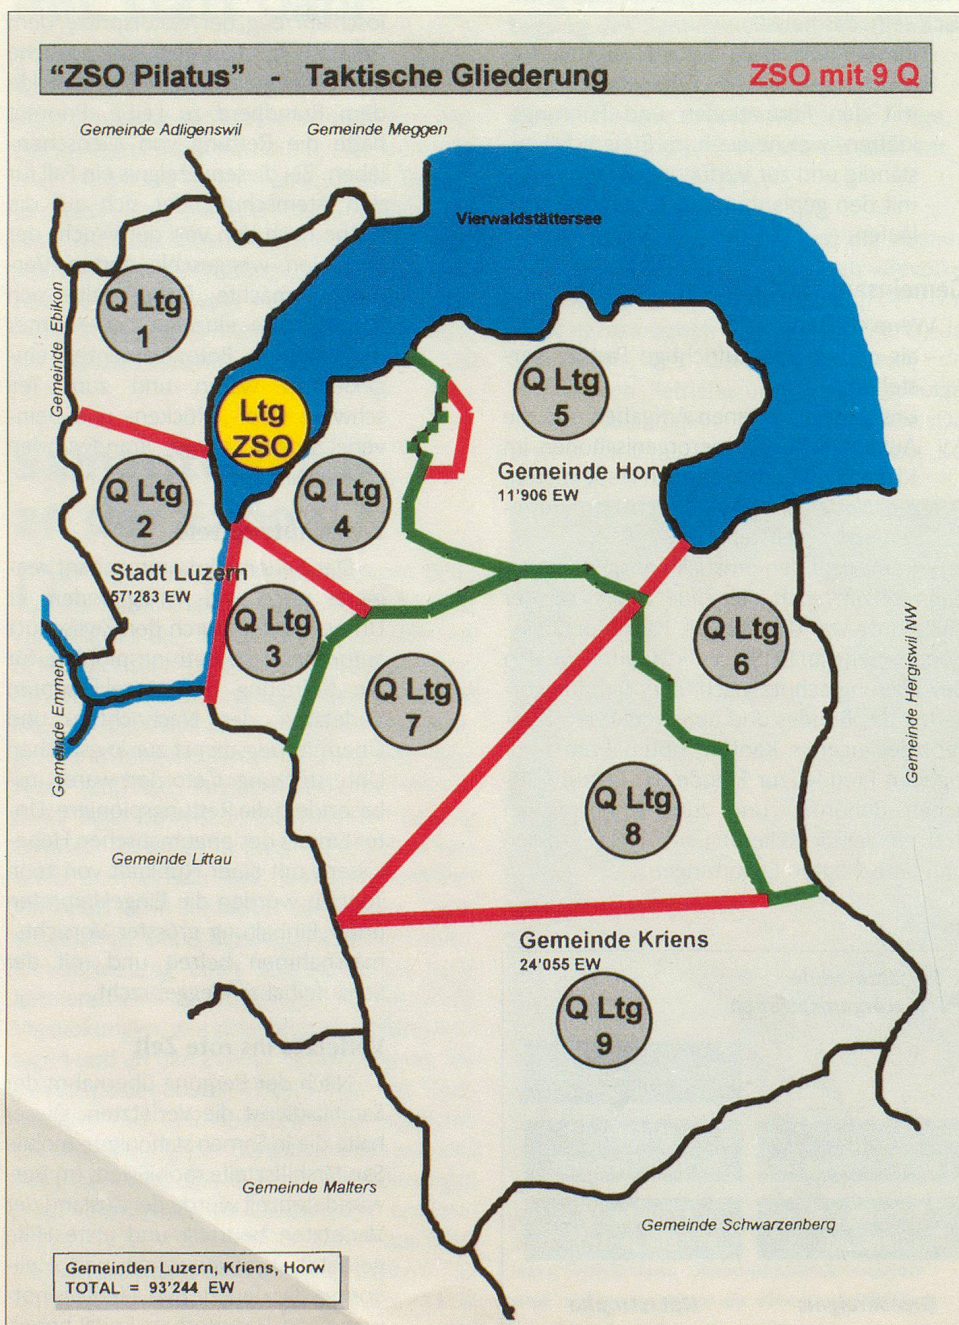 "ZSO Pilatus" - Taktische Gliederung ZSO mit 9 Q
Gemeinde Adligenswil
Gemeinde Meggen
Vierwaldstättersee
Gemeinde Ebikon
Q Ltg
1
Q Ltg
5
Ltg
ZSO
Gemeinde Horw
11'906 EW
Q Ltg
2
Q Ltg
4
Stadt Luzern
57'283 EW
Q Ltg
3
Q Ltg
6
Gemeinde Hergiswil NW
Gemeinde Emmen
Q Ltg
7
Q Ltg
8
Gemeinde Littau
Gemeinde Kriens
24'055 EW
Q Ltg
9
Gemeinde Malters
Gemeinde Schwarzenberg
Gemeinden Luzern, Kriens, Horw
TOTAL = 93'244 EW